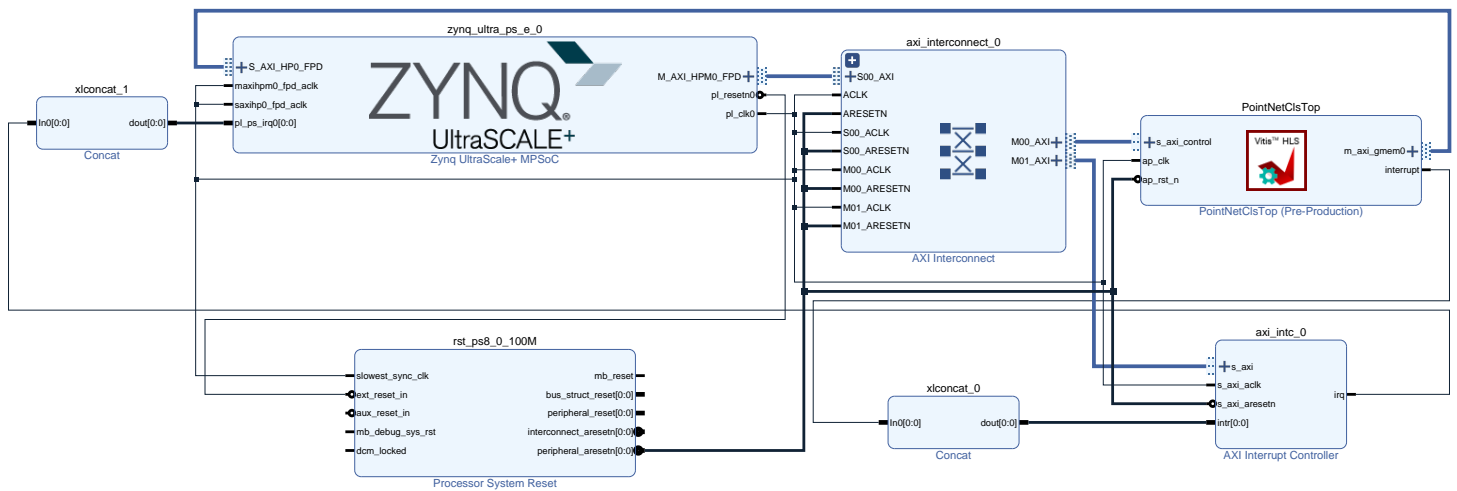 zynq_ultra_ps_e_0
S_AXI_HP0_FPD
maxihpm0_fpd_aclk
saxihp0_fpd_aclk
pl_ps_irq0[0:0]
ZYNQ.
UltraSCALE+
M_AXI_HPM0_FPD
pl_resetn0
pl_clk0
Zynq UltraScale+ MPSoC
xlconcat_1
In0[0:0]
dout[0:0]
Concat
axi_interconnect_0
S00_AXI
ACLK
ARESETN
S00_ACLK
S00_ARESETN
M00_ACLK
M00_ARESETN
M01_ACLK
M01_ARESETN
M00_AXI
M01_AXI
AXI Interconnect
PointNetClsTop
s_axi_control
ap_clk
ap_rst_n
Vitis™ HLS
m_axi_gmem0
interrupt
PointNetClsTop (Pre-Production)
rst_ps8_0_100M
slowest_sync_clk
ext_reset_in
aux_reset_in
mb_debug_sys_rst
dcm_locked
mb_reset
bus_struct_reset[0:0]
peripheral_reset[0:0]
interconnect_aresetn[0:0]
peripheral_aresetn[0:0]
Processor System Reset
xlconcat_0
In0[0:0]
dout[0:0]
Concat
axi_intc_0
s_axi
s_axi_aclk
s_axi_aresetn
intr[0:0]
irq
AXI Interrupt Controller